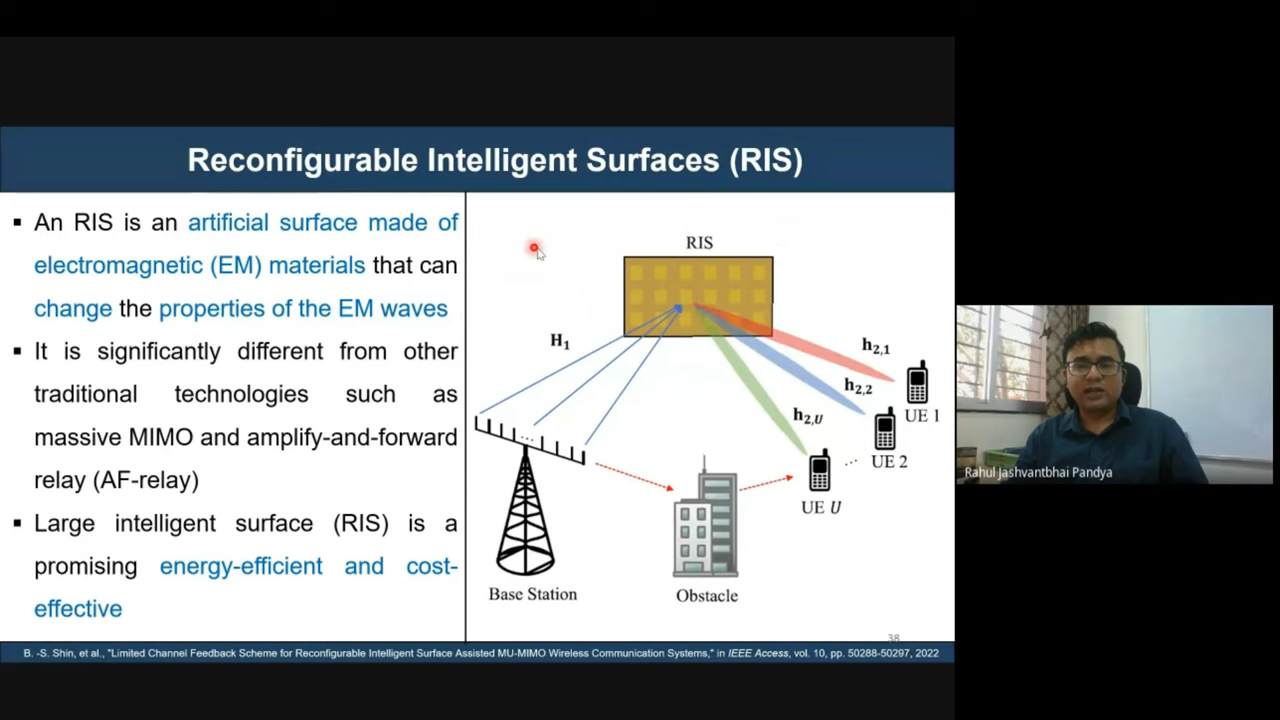 Reconfigurable Intelligent Surfaces (RIS)
▪ An RIS is an artificial surface made of
electromagnetic (EM) materials that can
change the properties of the EM waves
▪ It is significantly different from other
traditional technologies such as
massive MIMO and amplify-and-forward
relay (AF-relay)
▪ Large intelligent surface (RIS) is a
promising energy-efficient and cost-
effective
RIS
H₁
h₂,₁
h₂,₂
h₂,U
UE 1
UE 2
...
UE U
...
Base Station
Obstacle
38
B. -S. Shin, et al., "Limited Channel Feedback Scheme for Reconfigurable Intelligent Surface Assisted MU-MIMO Wireless Communication Systems," in IEEE Access, vol. 10, pp. 50288-50297, 2022
Rahul Jashvantbhai Pandya